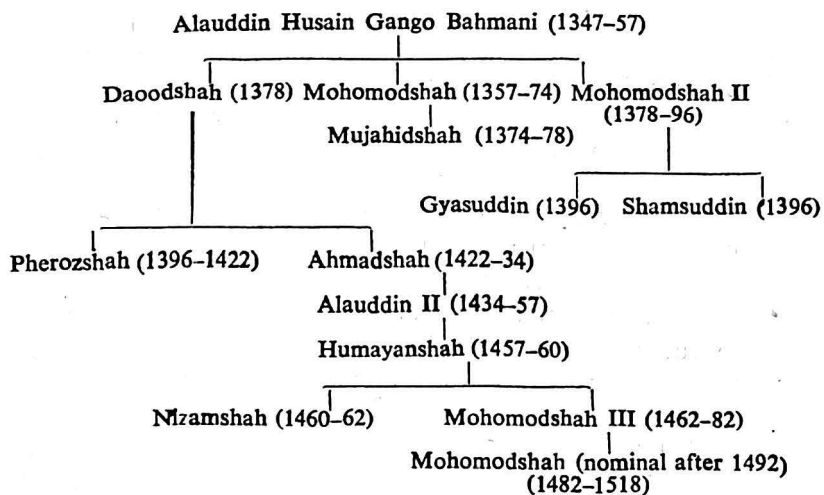 Alauddin Husain Gango Bahmani (1347–57)
Daoodshah (1378) Mohomodshah (1357–74) Mohomodshah II
(1378–96)
Mujahidshah (1374–78)
Gyasuddin (1396) Shamsuddin (1396)
Pherozshah (1396–1422) Ahmadshah (1422–34)
Alauddin II (1434–57)
Humayanshah (1457–60)
Nizamshah (1460–62) Mohomodshah III (1462–82)
Mohomodshah (nominal after 1492)
(1482–1518)